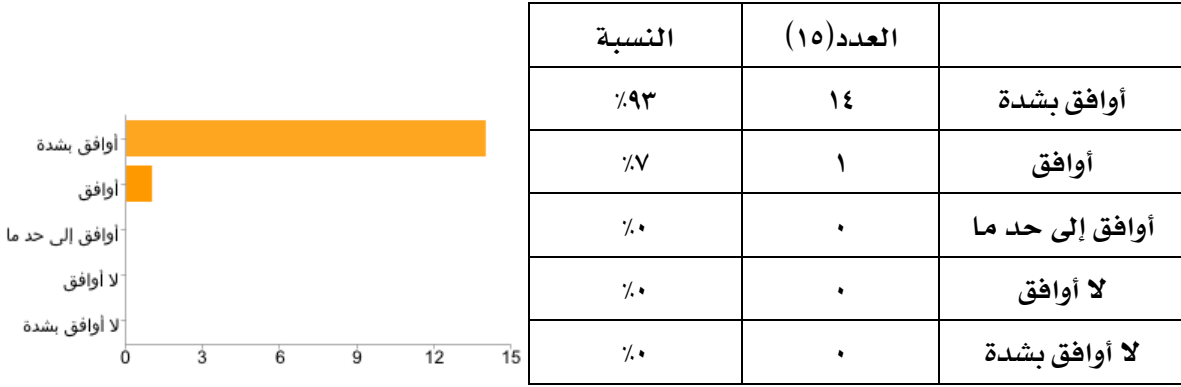 العدد(١٥) النسبة
أوافق بشدة ١٤ ٩٣٪
أوافق ١ ٧٪
أوافق إلى حد ما ٠ ٠٪
لا أوافق ٠ ٠٪
لا أوافق بشدة ٠ ٠٪
أوافق بشدة
أوافق
أوافق إلى حد ما
لا أوافق
لا أوافق بشدة
0 3 6 9 12 15